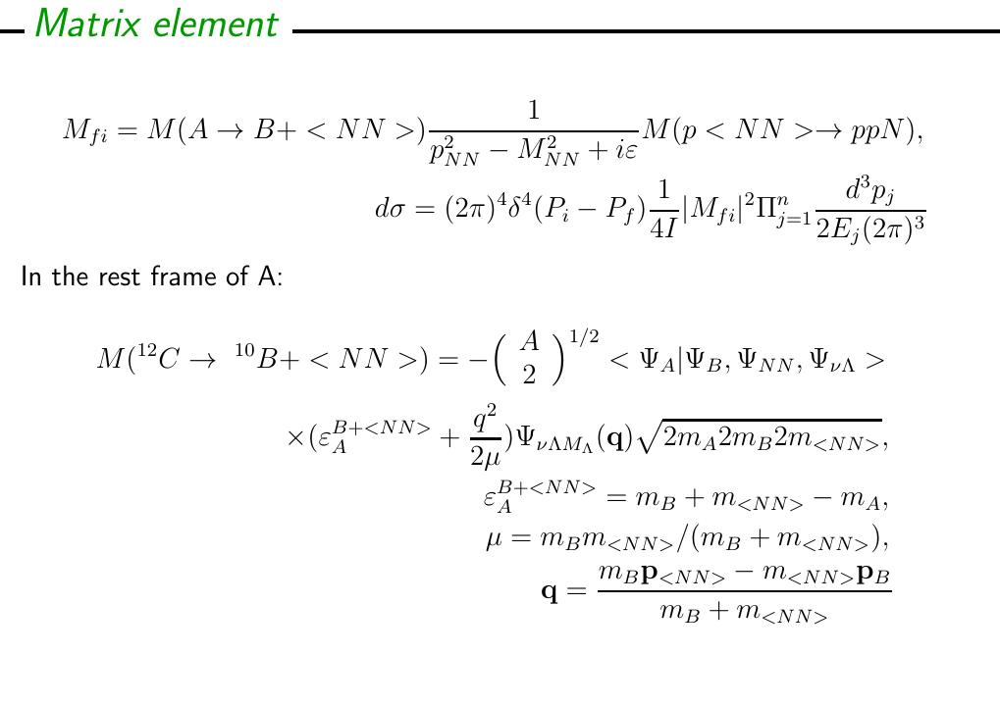 Matrix element
$M_{fi} = M(A \to B+ < NN >)\frac{1}{p_{NN}^2 - M_{NN}^2 + i\varepsilon} M(p < NN >\to ppN),$
$d\sigma = (2\pi)^4 \delta^4 (P_i - P_f)\frac{1}{4I}|M_{fi}|^2 \Pi_{j=1}^{n} \frac{d^3 p_j}{2E_j (2\pi)^3}$
In the rest frame of A:
$M(^{12}C \to \ ^{10}B+ < NN >) = -\left(\begin{array}{c} A \\ 2 \end{array}\right)^{1/2} < \Psi_A|\Psi_B, \Psi_{NN}, \Psi_{\nu\Lambda} >$
$\times(\varepsilon_A^{B+<NN>} + \frac{q^2}{2\mu})\Psi_{\nu\Lambda M_\Lambda}(\mathbf{q})\sqrt{2m_A 2m_B 2m_{<NN>}},$
$\varepsilon_A^{B+<NN>} = m_B + m_{<NN>} - m_A,$
$\mu = m_B m_{<NN>}/(m_B + m_{<NN>}),$
$\mathbf{q} = \frac{m_B \mathbf{p}_{<NN>} - m_{<NN>}\mathbf{p}_B}{m_B + m_{<NN>}}$